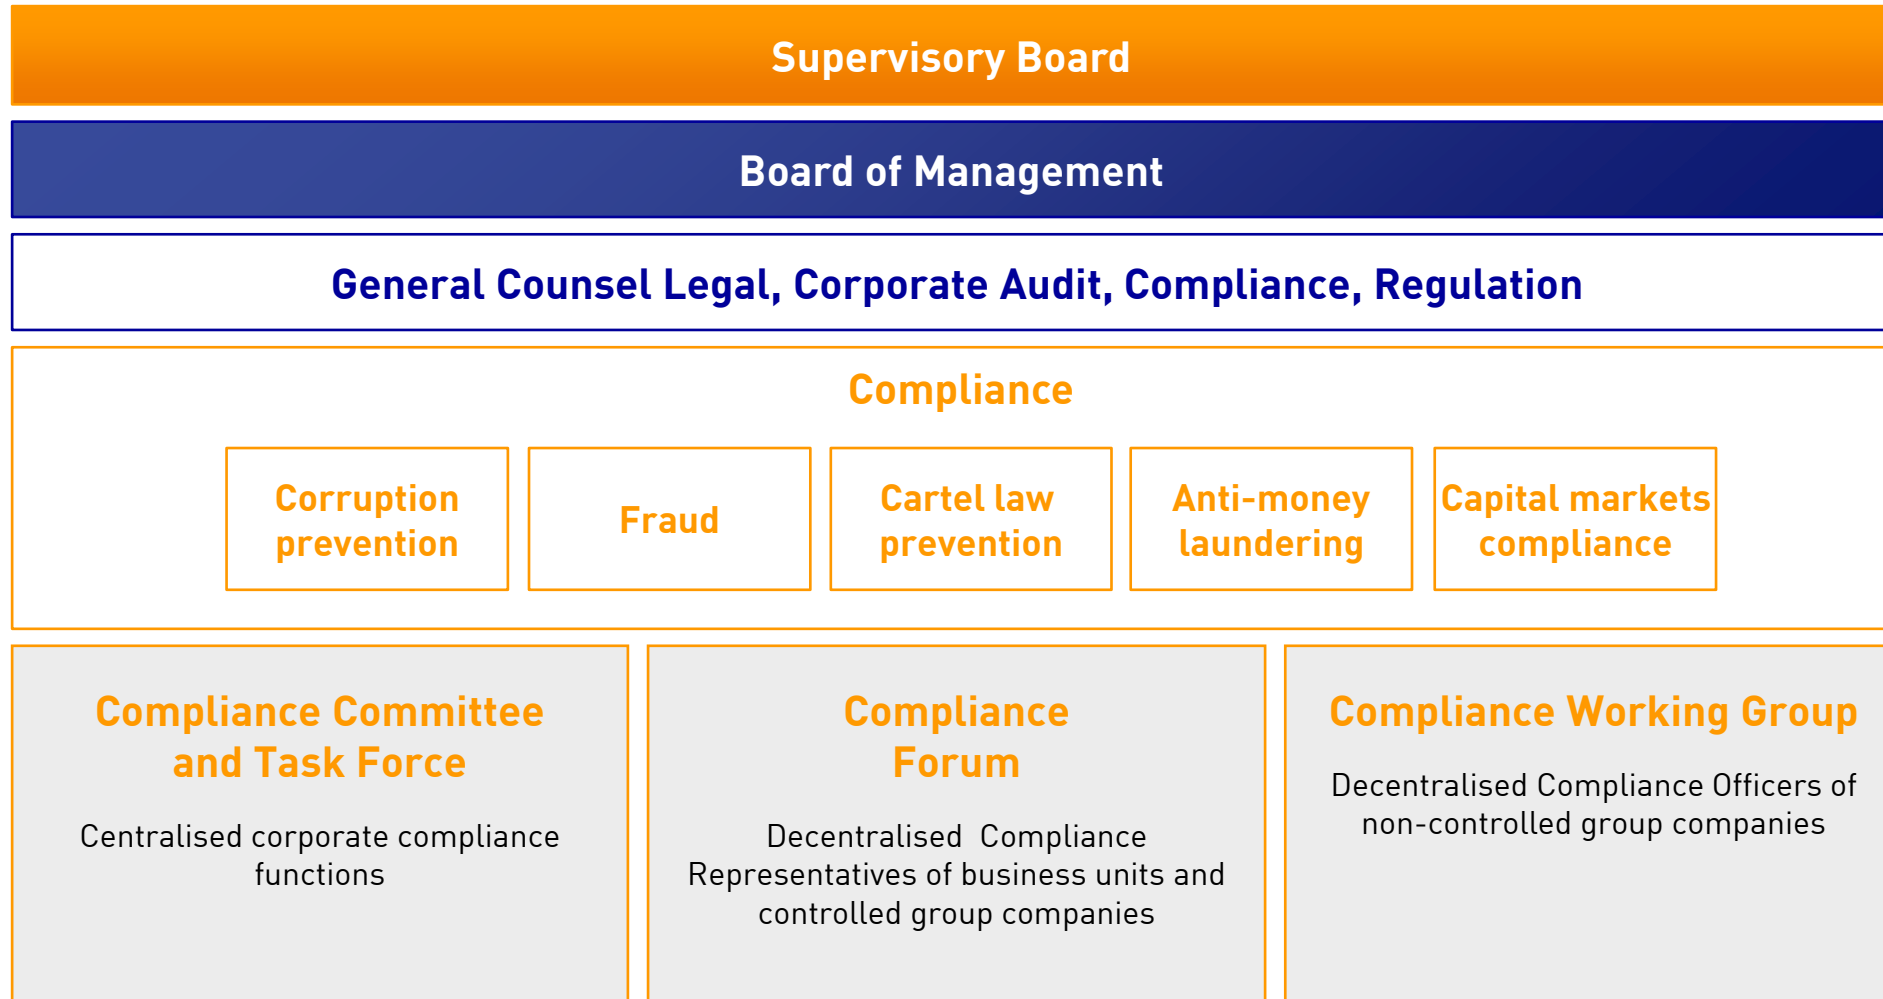 Supervisory Board
Board of Management
General Counsel Legal, Corporate Audit, Compliance, Regulation
Compliance
Corruption
prevention
Fraud
Cartel law
prevention
Anti-money
laundering
Capital markets
compliance
Compliance Committee
and Task Force
Centralised corporate compliance
functions
Compliance
Forum
Decentralised Compliance
Representatives of business units and
controlled group companies
Compliance Working Group
Decentralised Compliance Officers of
non-controlled group companies